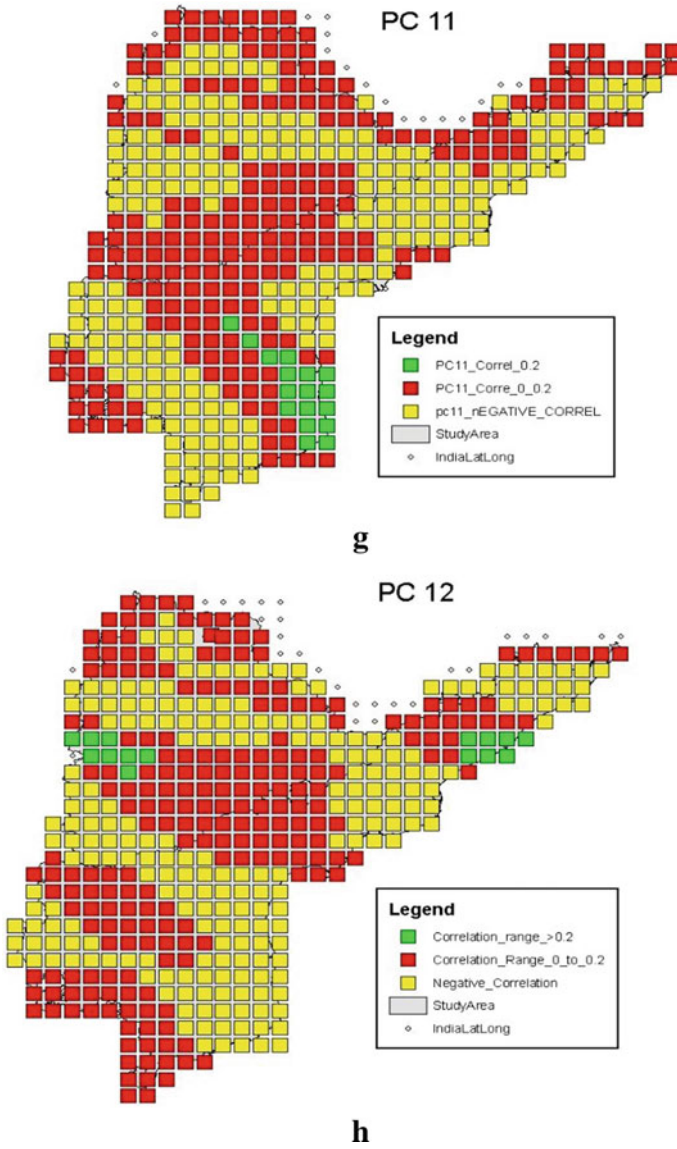 PC 11
Legend
PC11_Correl_0.2
PC11_Corre_0_0.2
pc11_nEGATIVE_CORREL
StudyArea
IndiaLatLong
g
PC 12
Legend
Correlation_range_>0.2
Correlation_Range_0_to_0.2
Negative_Correlation
StudyArea
IndiaLatLong
h